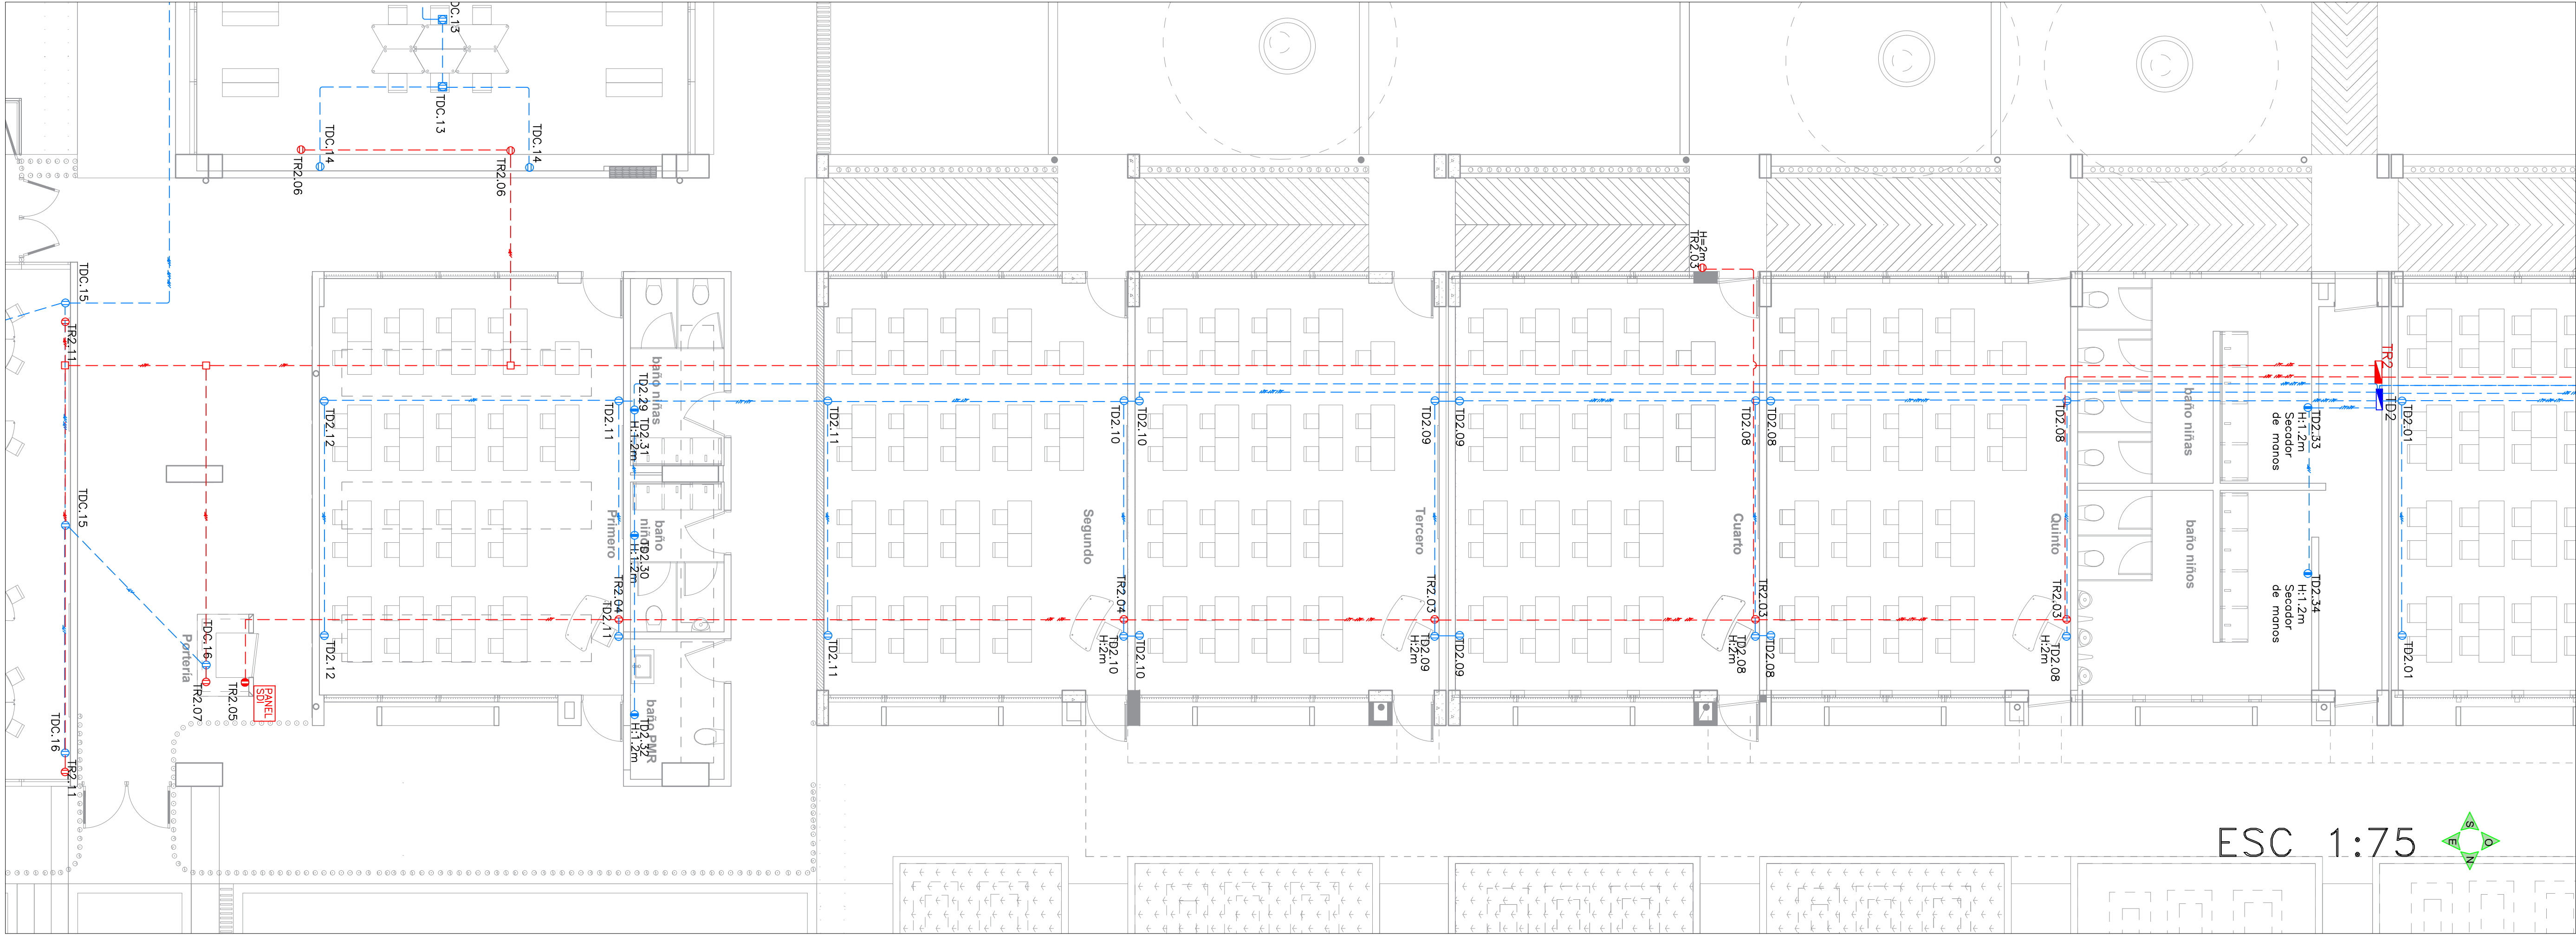 DC.13
TDC.13
TDC.14
TDC.14
TR2.06
TR2.06
H=2m
TR2.03
TDC.15
TR2.11
TR2
TD2
baño niñas
TD2.29
H:1.2m
TD2.31
TD2.12
TD2.11
TD2.11
TD2.10
TD2.10
TD2.09
TD2.09
TD2.08
TD2.08
TD2.08
baño niñas
TD2.33
H:1.2m
Secador
de manos
TD2.01
TDC.15
Primero
baño
niños
TD2.30
H:1.2m
Segundo
Tercero
Cuarto
Quinto
baño niños
TD2.34
H:1.2m
Secador
de manos
TR2.04
TD2.11
TR2.04
TR2.03
TR2.03
TR2.03
Portería
TDC.16
TR2.07
TR2.05
PANEL
SDI
TD2.12
TD2.11
TD2.10
H:2m
TD2.10
TD2.09
H:2m
TD2.09
TD2.08
H:2m
TD2.08
TD2.08
H:2m
TD2.01
TDC.16
TR2.11
baño PMR
TD2.32
H:1.2m
ESC 1:75
S
O
E
N